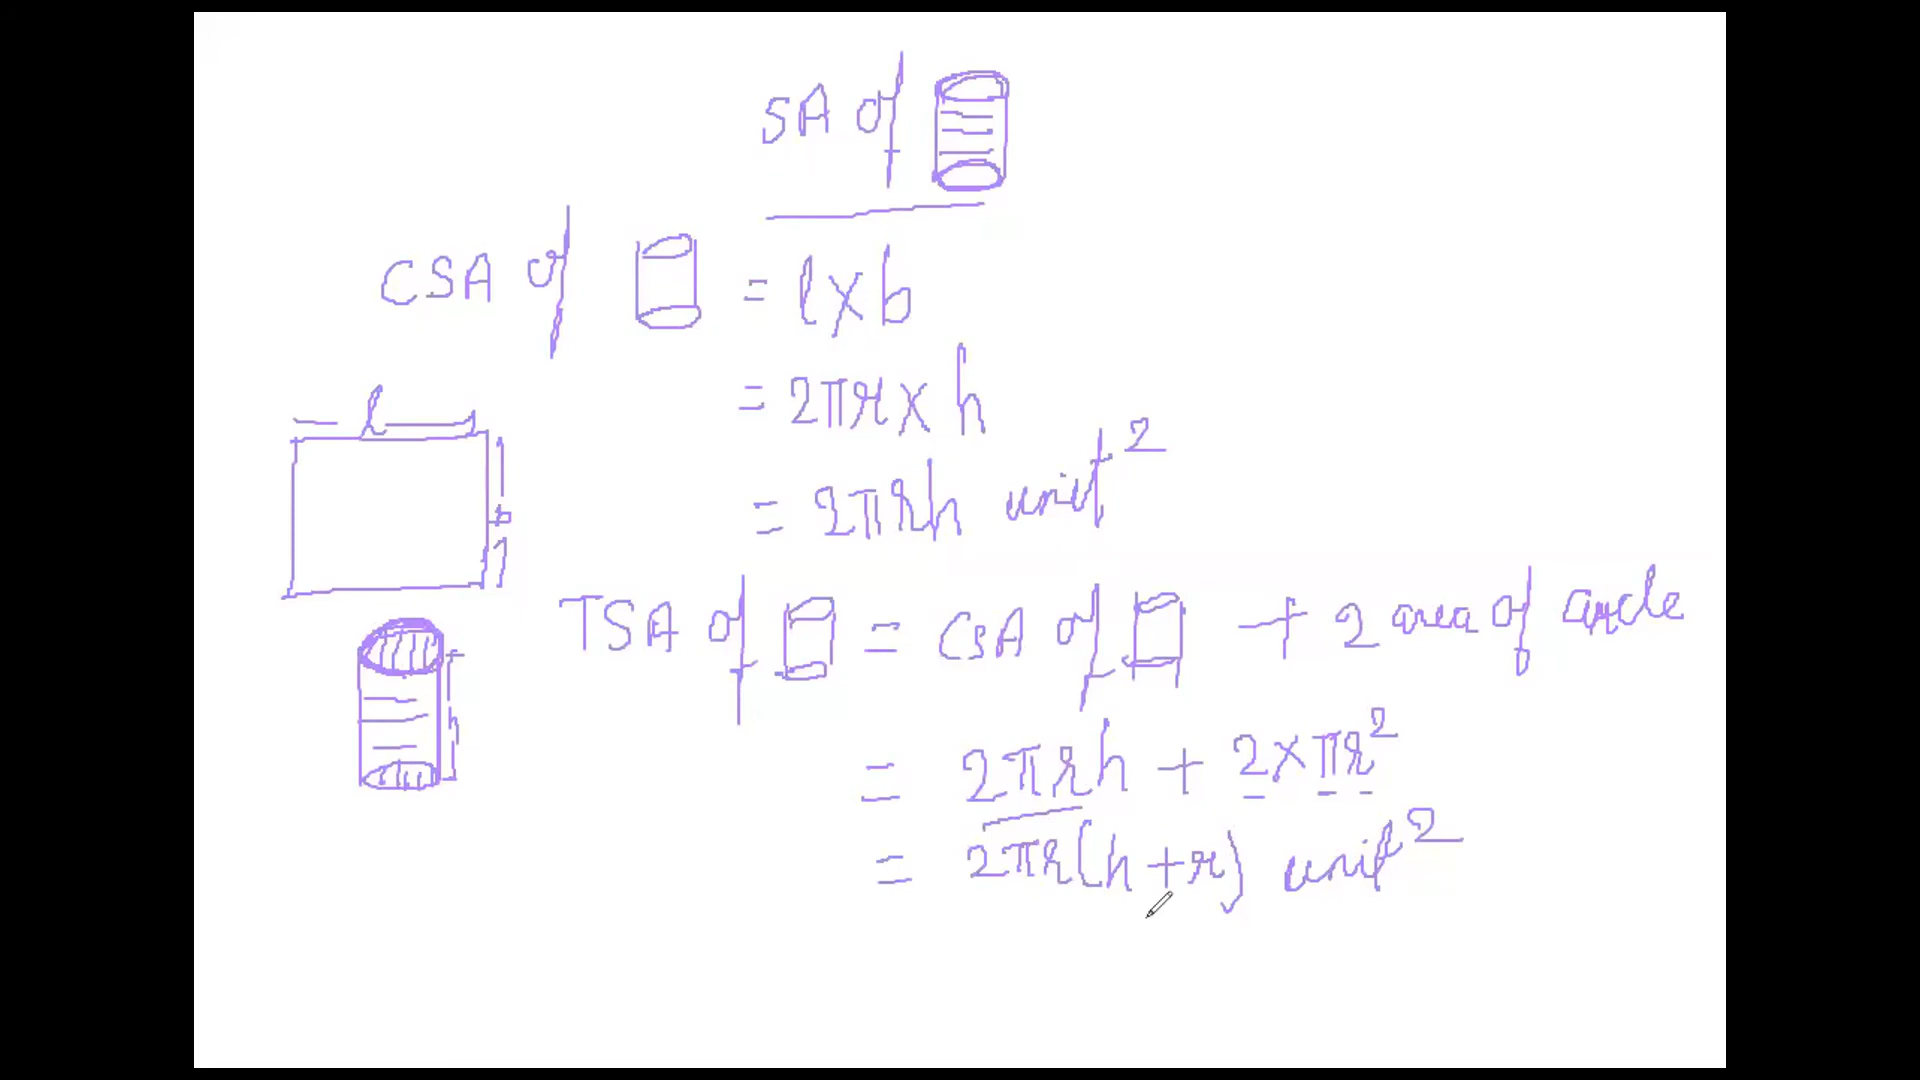 SA of
CSA of = l×b
= 2πr×h
l
= 2πrh unit²
b
TSA of = CSA of + 2 area of circle
h
= 2πrh + 2×πr²
= 2πr(h+r) unit²